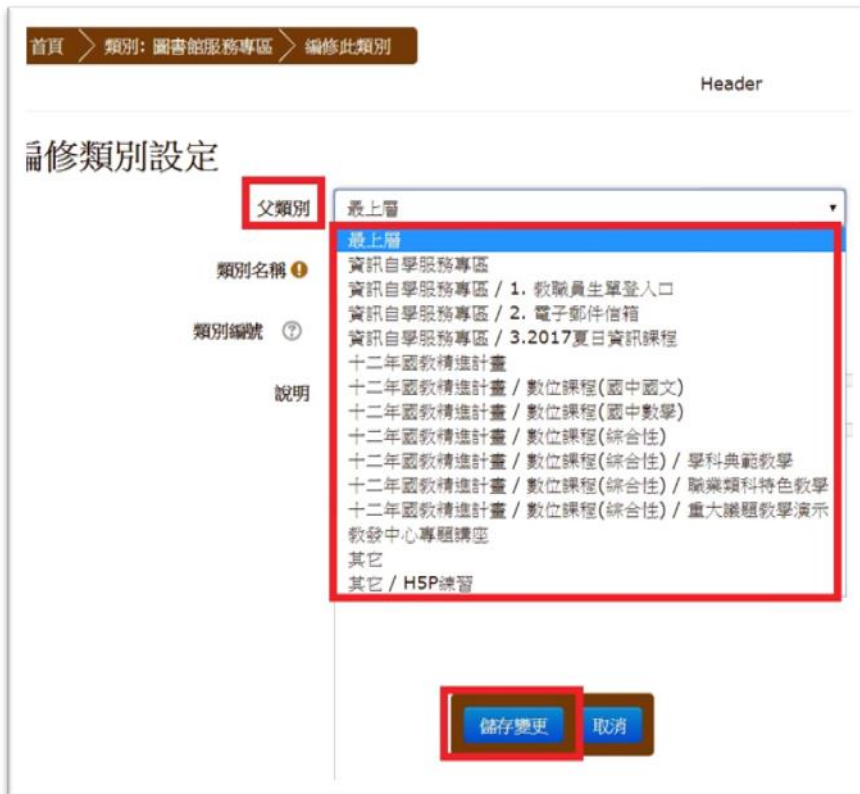 首頁 類別: 圖書館服務專區 編修此類別
Header
編修類別設定
父類別 最上層
最上層
資訊自學服務專區
類別名稱
資訊自學服務專區 / 1. 教職員生單登入口
資訊自學服務專區 / 2. 電子郵件信箱
類別編號
資訊自學服務專區 / 3.2017夏日資訊課程
十二年國教精進計畫
說明
十二年國教精進計畫 / 數位課程(國中國文)
十二年國教精進計畫 / 數位課程(國中數學)
十二年國教精進計畫 / 數位課程(綜合性)
十二年國教精進計畫 / 數位課程(綜合性) / 學科典範教學
十二年國教精進計畫 / 數位課程(綜合性) / 職業類科特色教學
十二年國教精進計畫 / 數位課程(綜合性) / 重大議題教學演示
教發中心專題講座
其它
其它 / H5P練習
儲存變更 取消